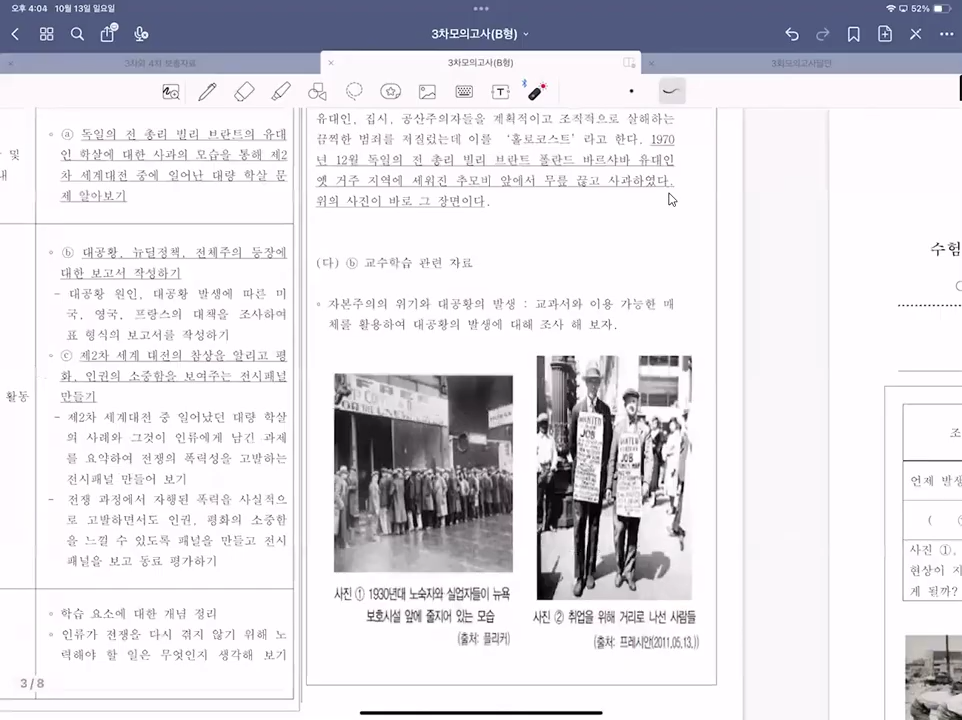 오후 4:04 10월 13일 일요일
52%
3차모의고사(B형)
3차와 4차 보충자료
3차모의고사(B형)
3회모의고사답안
및
ⓐ 독일의 전 총리 빌리 브란트의 유대
인 학살에 대한 사과의 모습을 통해 제2
차 세계대전 중에 일어난 대량 학살 문
제 알아보기
ⓑ 대공황, 뉴딜정책, 전체주의 등장에
대한 보고서 작성하기
- 대공황 원인, 대공황 발생에 따른 미
국, 영국, 프랑스의 대책을 조사하여
표 형식의 보고서를 작성하기
ⓒ 제2차 세계 대전의 참상을 알리고 평
화, 인권의 소중함을 보여주는 전시패널
만들기
활동
- 제2차 세계대전 중 일어났던 대량 학살
의 사례와 그것이 인류에게 남긴 과제
를 요약하여 전쟁의 폭력성을 고발하는
전시패널 만들어 보기
- 전쟁 과정에서 자행된 폭력을 사실적으
로 고발하면서도 인권, 평화의 소중함
을 느낄 수 있도록 패널을 만들고 전시
패널을 보고 동료 평가하기
◦ 학습 요소에 대한 개념 정리
◦ 인류가 전쟁을 다시 겪지 않기 위해 노
력해야 할 일은 무엇인지 생각해 보기
3/8
유대인, 집시, 공산주의자들을 계획적이고 조직적으로 살해하는
끔찍한 범죄를 저질렀는데 이를 '홀로코스트' 라고 한다. 1970
년 12월 독일의 전 총리 빌리 브란트 폴란드 바르샤바 유대인
옛 거주 지역에 세워진 추모비 앞에서 무릎 꿇고 사과하였다.
위의 사진이 바로 그 장면이다.
(다) ⓑ 교수학습 관련 자료
◦ 자본주의의 위기와 대공황의 발생 : 교과서와 이용 가능한 매
체를 활용하여 대공황의 발생에 대해 조사 해 보자.
WANTED
JOB
WANTED
JOB
사진 ① 1930년대 노숙자와 실업자들이 뉴욕
보호시설 앞에 줄지어 있는 모습
(출처: 플리커)
사진 ② 취업을 위해 거리로 나선 사람들
(출처: 프레시안(2011.05.13.))
수험
조
언제 발생
사진 ①,
현상이 지
게 될까?